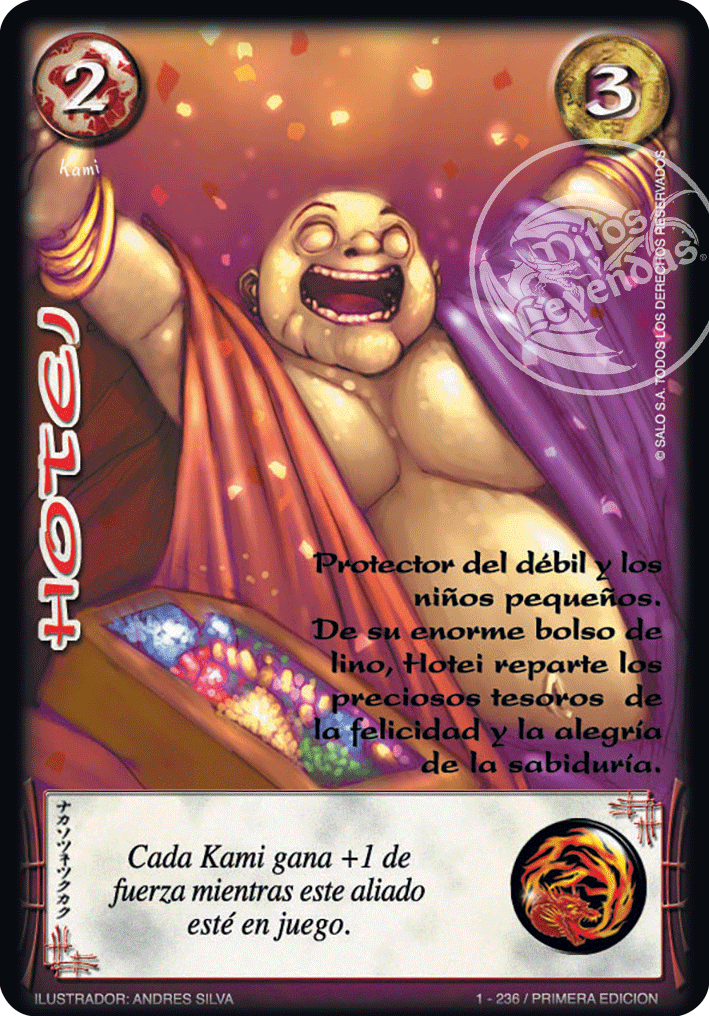 2
3
Kami
Mitos
y
Leyendas®
© SALO S.A. TODOS LOS DERECHOS RESERVADOS
HOTEI
Protector del débil y los
niños pequeños.
De su enorme bolso de
lino, Hotei reparte los
preciosos tesoros de
la felicidad y la alegría
de la sabiduría.
ナカソツネツクカク
Cada Kami gana +1 de
fuerza mientras este aliado
esté en juego.
ILUSTRADOR: ANDRES SILVA
1 - 236 / PRIMERA EDICION